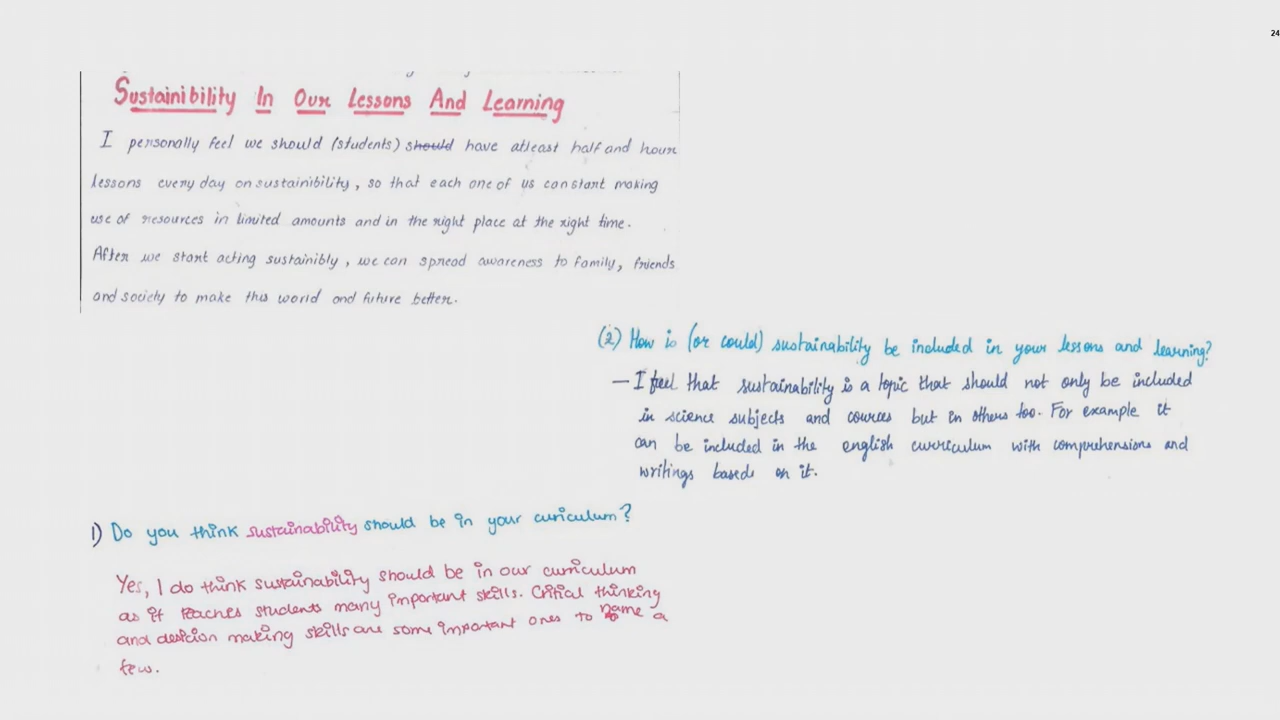 24
Sustainibility In Our Lessons And Learning
I personally feel we should (students) should have atleast half and hour
lessons every day on sustainibility, so that each one of us constant making
use of resources in limited amounts and in the right place at the right time.
After we start acting sustainibly, we can spread awareness to family, friends
and society to make this world and future better.
(2) How is (or could) sustainability be included in your lessons and learning?
— I feel that sustainability is a topic that should not only be included
in science subjects and cources but in others too. For example it
can be included in the english curriculum with comprehensions and
writings based on it.
1) Do you think sustainability should be in your curiculum?
Yes, I do think sustainability should be in our curriculum
as it teaches students many important skills. Critical thinking
and desicion making skills are some important ones to name a
few.